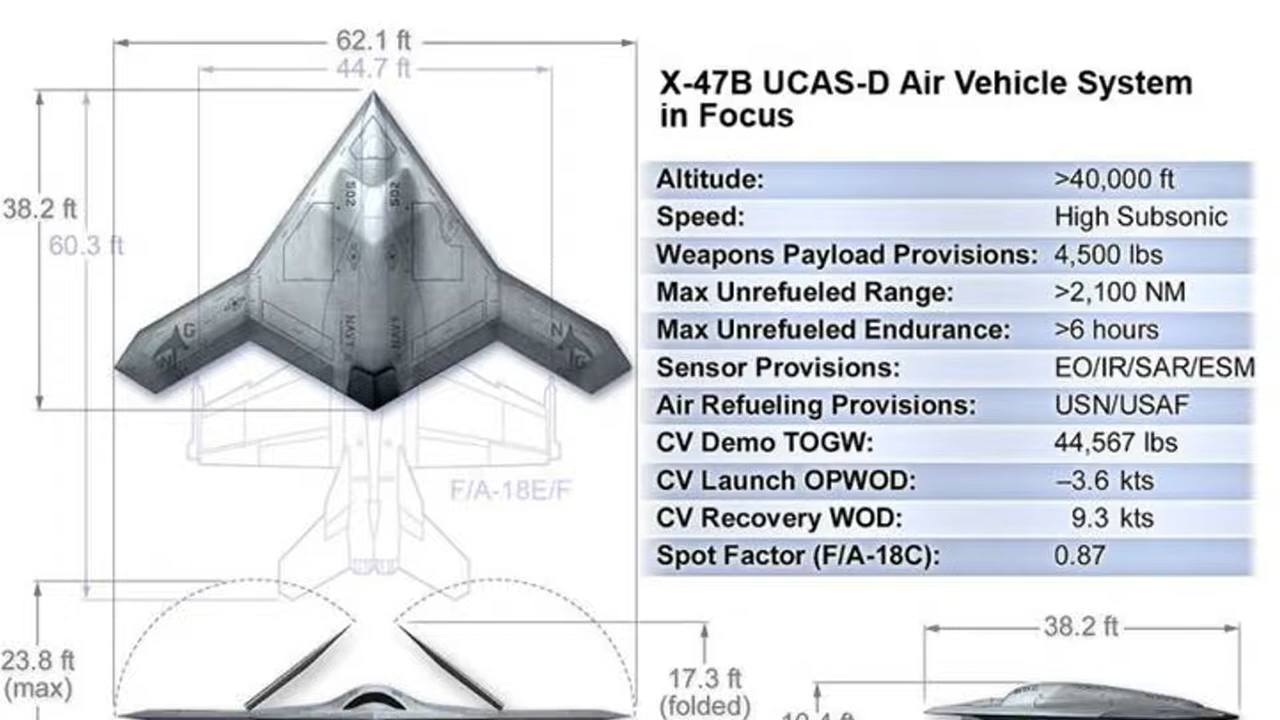 62.1 ft
44.7 ft
38.2 ft
60.3 ft
502
502
NAVY
NAVY
G
N
F/A-18E/F
23.8 ft
(max)
17.3 ft
(folded)
X-47B UCAS-D Air Vehicle System
in Focus
Altitude: >40,000 ft
Speed: High Subsonic
Weapons Payload Provisions: 4,500 lbs
Max Unrefueled Range: >2,100 NM
Max Unrefueled Endurance: >6 hours
Sensor Provisions: EO/IR/SAR/ESM
Air Refueling Provisions: USN/USAF
CV Demo TOGW: 44,567 lbs
CV Launch OPWOD: –3.6 kts
CV Recovery WOD: 9.3 kts
Spot Factor (F/A-18C): 0.87
38.2 ft